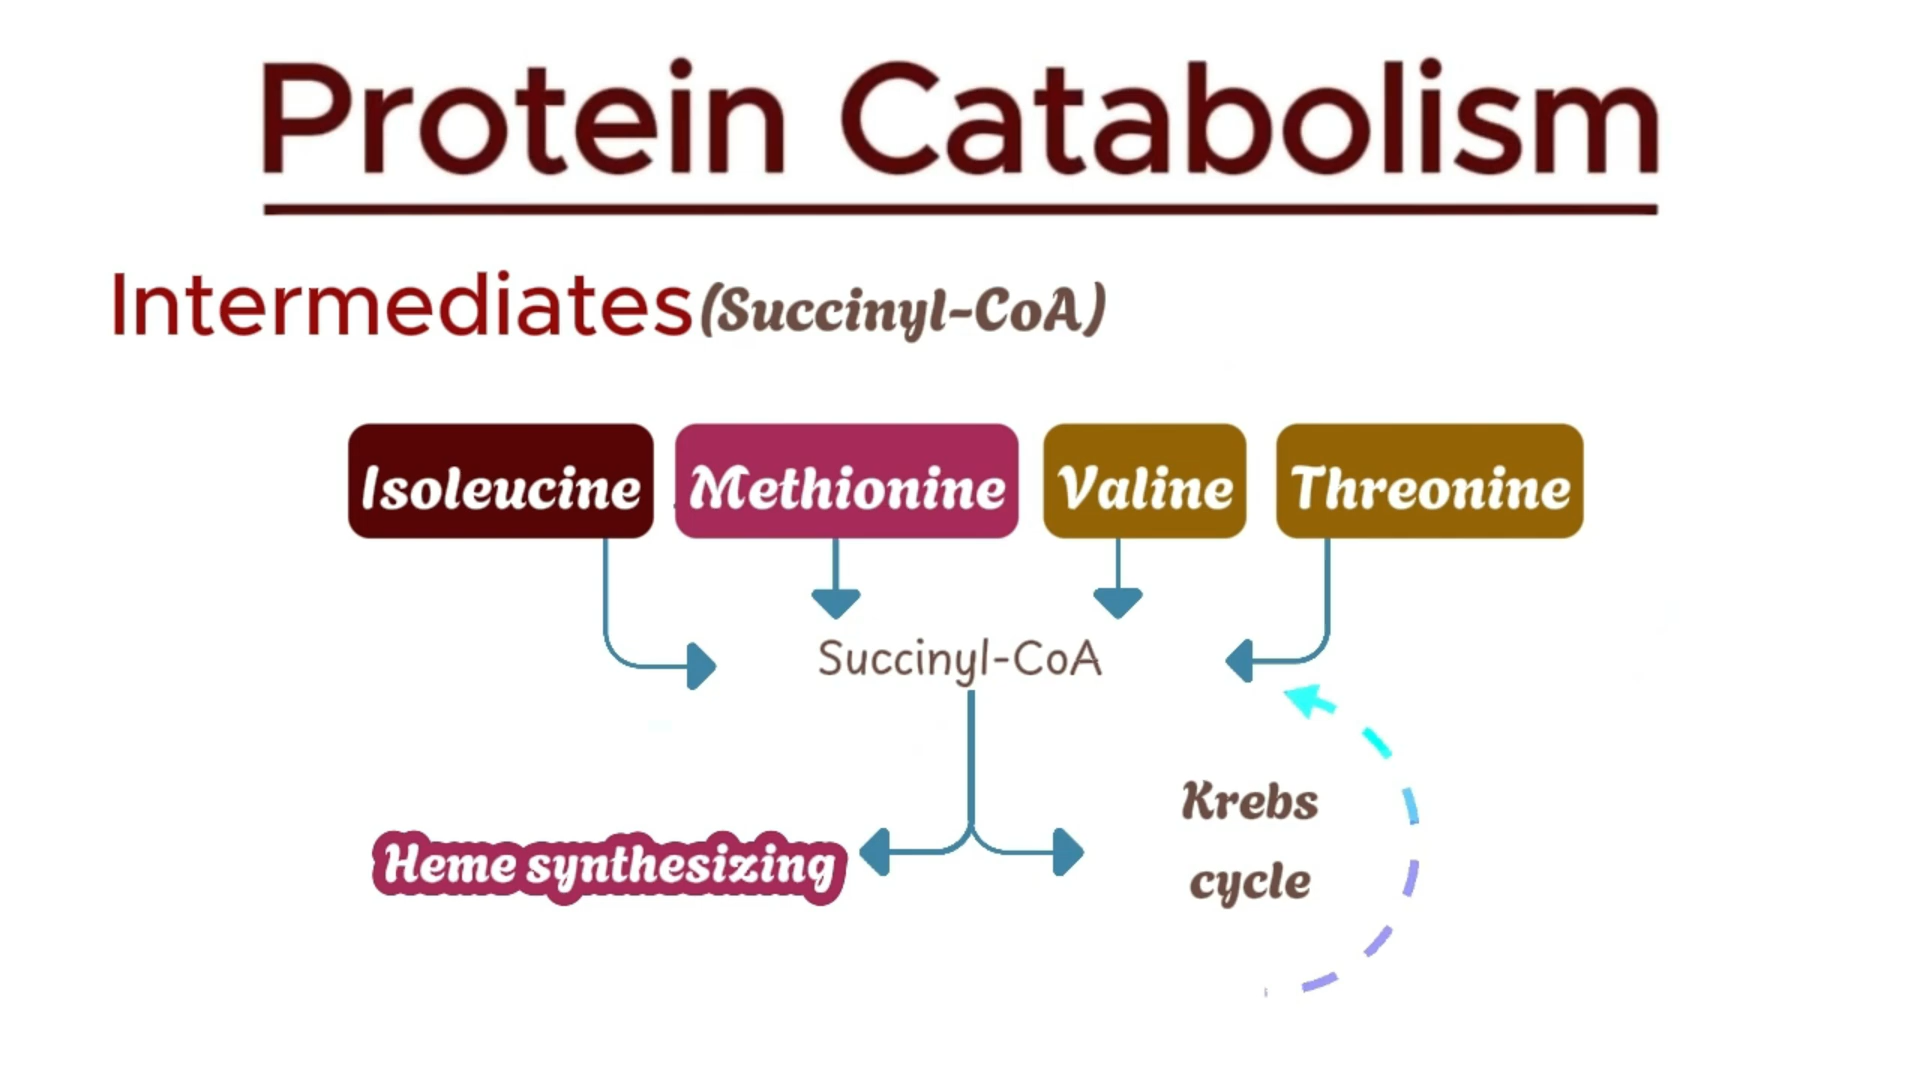 Protein Catabolism
Intermediates (Succinyl-CoA)
Isoleucine Methionine Valine Threonine
Succinyl-CoA
Krebs
cycle
Heme synthesizing